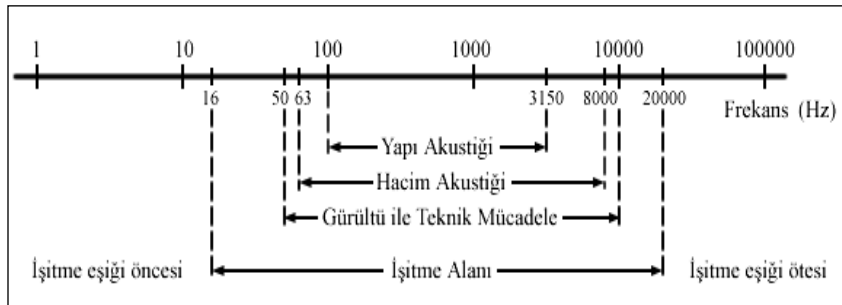 1 10 100 1000 10000 100000
16 50 63 3150 8000 20000 Frekans (Hz)
Yapı Akustiği
Hacim Akustiği
Gürültü ile Teknik Mücadele
İşitme eşiği öncesi İşitme Alanı İşitme eşiği ötesi